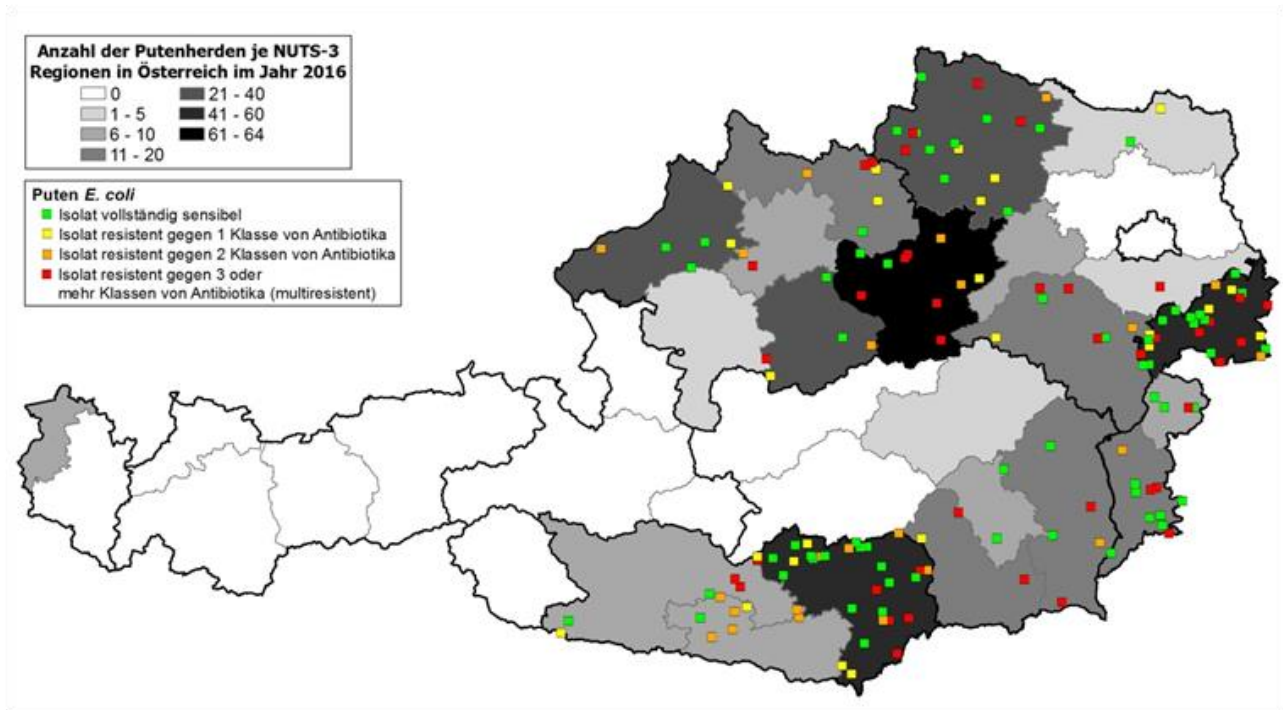 Anzahl der Putenherden je NUTS-3
Regionen in Österreich im Jahr 2016
0
21 - 40
1 - 5
41 - 60
6 - 10
61 - 64
11 - 20
Puten E. coli
Isolat vollständig sensibel
Isolat resistent gegen 1 Klasse von Antibiotika
Isolat resistent gegen 2 Klassen von Antibiotika
Isolat resistent gegen 3 oder
mehr Klassen von Antibiotika (multiresistent)